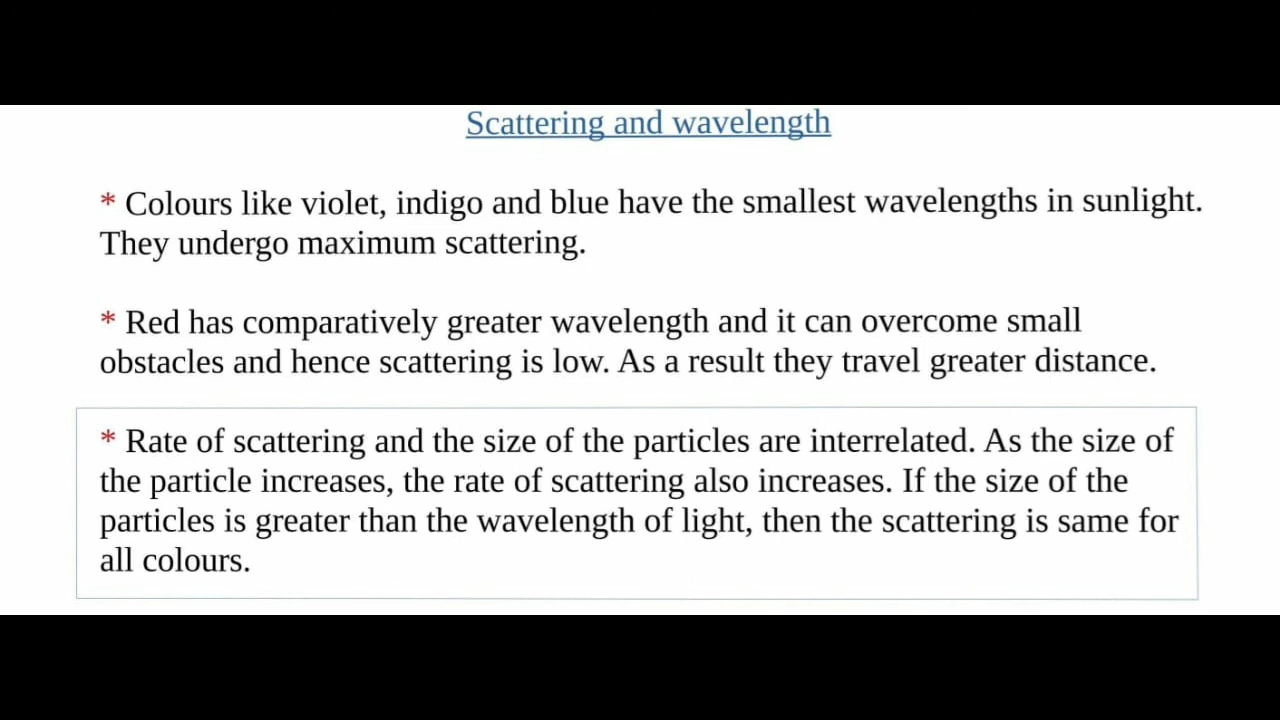 Scattering and wavelength
* Colours like violet, indigo and blue have the smallest wavelengths in sunlight.
They undergo maximum scattering.
* Red has comparatively greater wavelength and it can overcome small
obstacles and hence scattering is low. As a result they travel greater distance.
* Rate of scattering and the size of the particles are interrelated. As the size of
the particle increases, the rate of scattering also increases. If the size of the
particles is greater than the wavelength of light, then the scattering is same for
all colours.